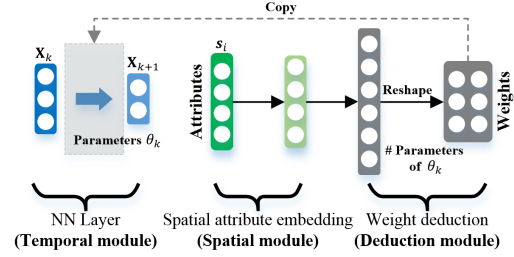 Copy
X_k
X_{k+1}
Parameters θ_k
s_i
Attributes
Reshape
# Parameters
of θ_k
Weights
NN Layer
(Temporal module)
Spatial attribute embedding
(Spatial module)
Weight deduction
(Deduction module)